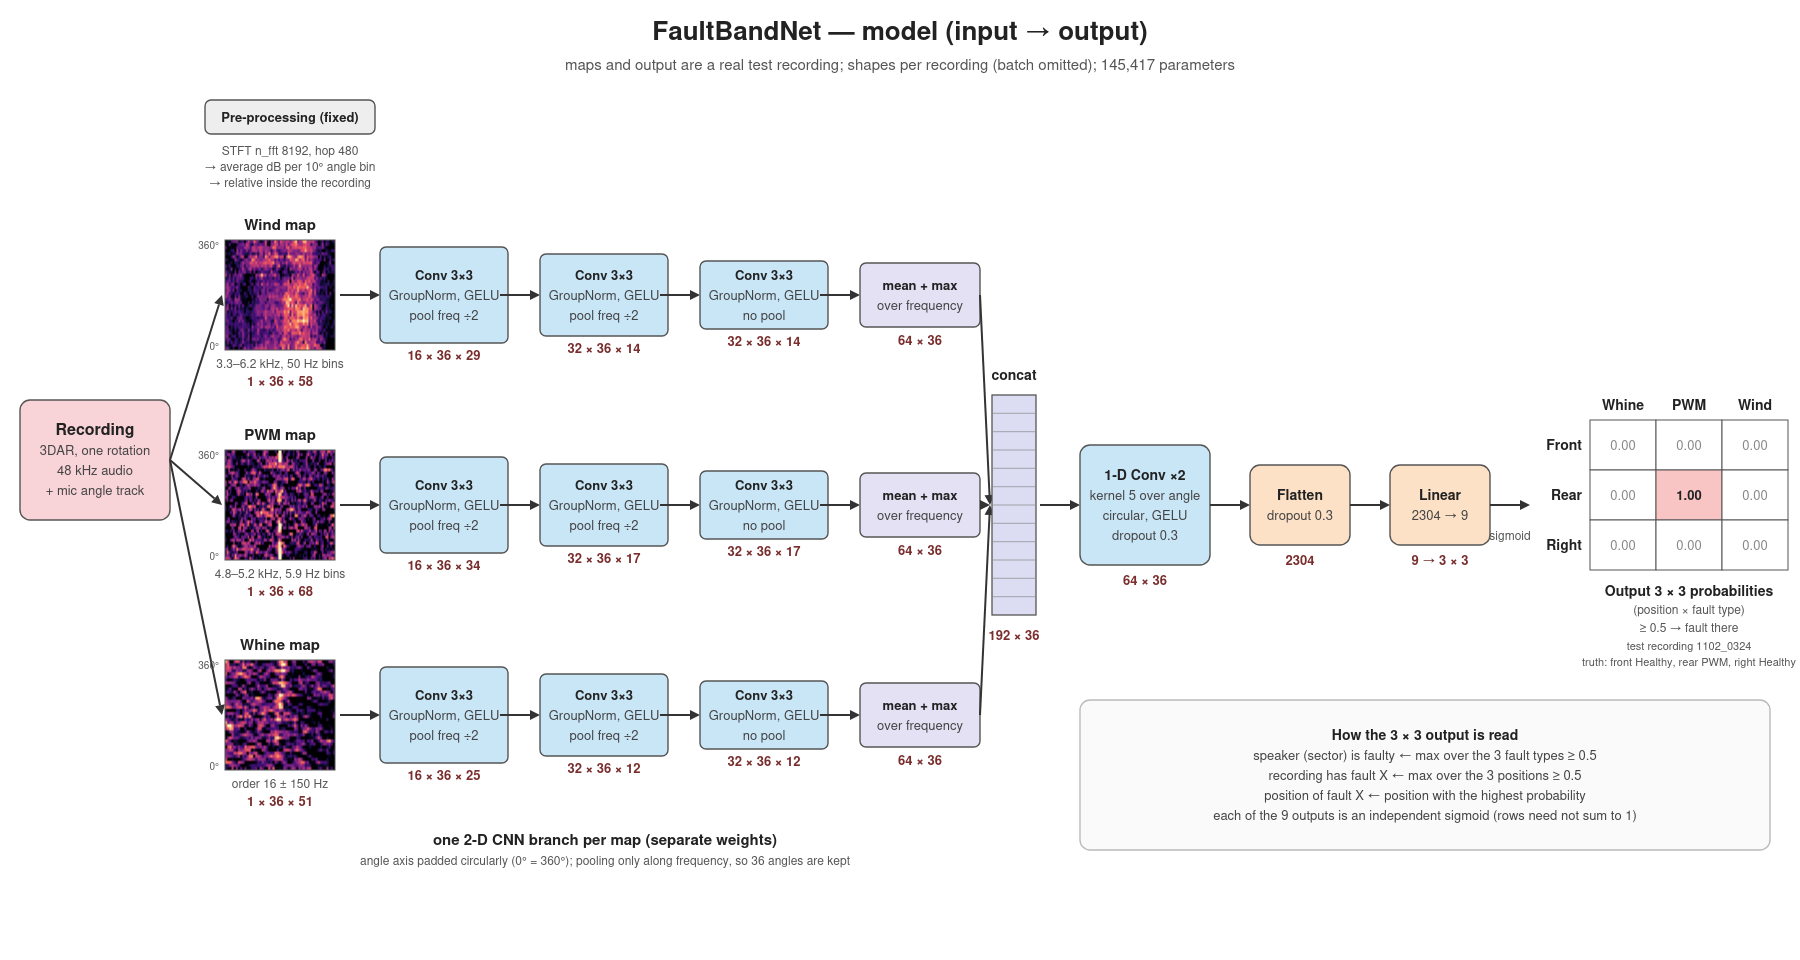 FaultBandNet — model (input → output)
maps and output are a real test recording; shapes per recording (batch omitted); 145,417 parameters
Pre-processing (fixed)
STFT n_fft 8192, hop 480
→ average dB per 10° angle bin
→ relative inside the recording
Recording
3DAR, one rotation
48 kHz audio
+ mic angle track
Wind map
360°
0°
3.3–6.2 kHz, 50 Hz bins
1 × 36 × 58
Conv 3×3
GroupNorm, GELU
pool freq ÷2
16 × 36 × 29
Conv 3×3
GroupNorm, GELU
pool freq ÷2
32 × 36 × 14
Conv 3×3
GroupNorm, GELU
no pool
32 × 36 × 14
mean + max
over frequency
64 × 36
PWM map
360°
0°
4.8–5.2 kHz, 5.9 Hz bins
1 × 36 × 68
Conv 3×3
GroupNorm, GELU
pool freq ÷2
16 × 36 × 34
Conv 3×3
GroupNorm, GELU
pool freq ÷2
32 × 36 × 17
Conv 3×3
GroupNorm, GELU
no pool
32 × 36 × 17
mean + max
over frequency
64 × 36
Whine map
360°
0°
order 16 ± 150 Hz
1 × 36 × 51
Conv 3×3
GroupNorm, GELU
pool freq ÷2
16 × 36 × 25
Conv 3×3
GroupNorm, GELU
pool freq ÷2
32 × 36 × 12
Conv 3×3
GroupNorm, GELU
no pool
32 × 36 × 12
mean + max
over frequency
64 × 36
one 2-D CNN branch per map (separate weights)
angle axis padded circularly (0° = 360°); pooling only along frequency, so 36 angles are kept
concat
192 × 36
1-D Conv ×2
kernel 5 over angle
circular, GELU
dropout 0.3
64 × 36
Flatten
dropout 0.3
2304
Linear
2304 → 9
9 → 3 × 3
sigmoid
Whine PWM Wind
Front 0.00 0.00 0.00
Rear 0.00 1.00 0.00
Right 0.00 0.00 0.00
Output 3 × 3 probabilities
(position × fault type)
≥ 0.5 → fault there
test recording 1102_0324
truth: front Healthy, rear PWM, right Healthy
How the 3 × 3 output is read
speaker (sector) is faulty ← max over the 3 fault types ≥ 0.5
recording has fault X ← max over the 3 positions ≥ 0.5
position of fault X ← position with the highest probability
each of the 9 outputs is an independent sigmoid (rows need not sum to 1)